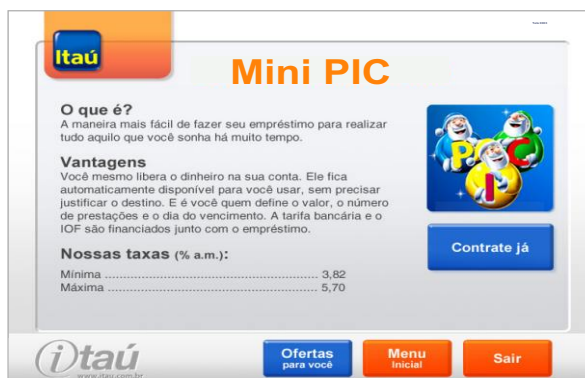 Itaú
Mini PIC
O que é?
A maneira mais fácil de fazer seu empréstimo para realizar
tudo aquilo que você sonha há muito tempo.
Vantagens
Você mesmo libera o dinheiro na sua conta. Ele fica
automaticamente disponível para você usar, sem precisar
justificar o destino. E é você quem define o valor, o número
de prestações e o dia do vencimento. A tarifa bancária e o
IOF são financiados junto com o empréstimo.
Nossas taxas (% a.m.):
Mínima ........................................................ 3,82
Máxima ........................................................ 5,70
P I C
Contrate já
itaú
www.itau.com.br
Ofertas
para você
Menu
Inicial
Sair